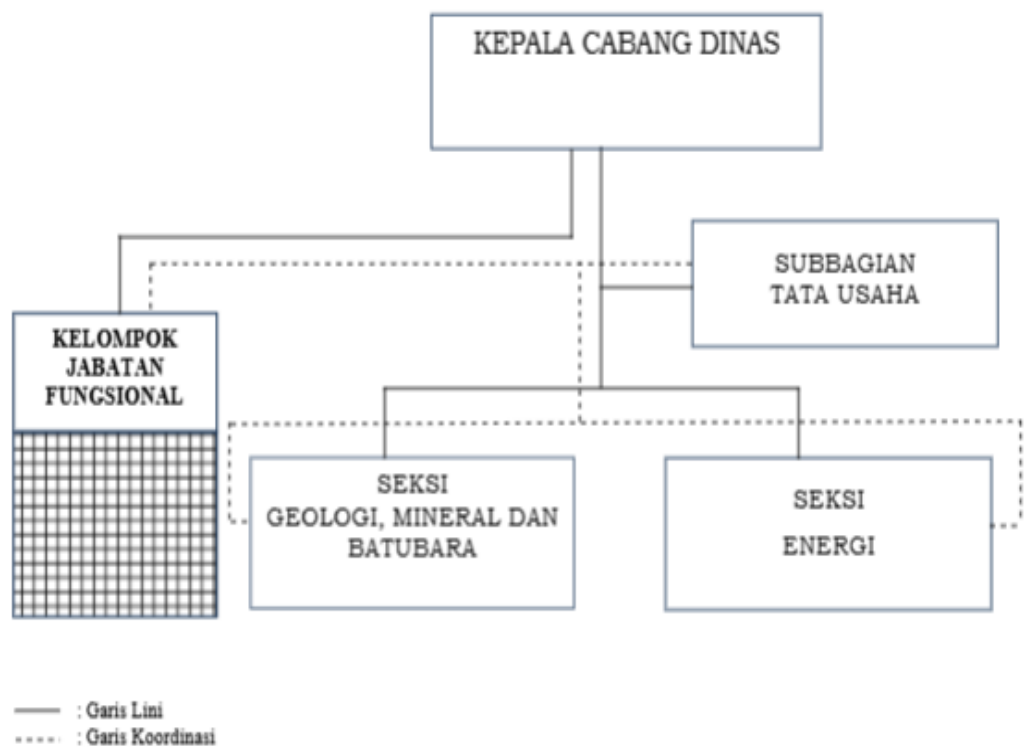 KEPALA CABANG DINAS
SUBBAGIAN
TATA USAHA
KELOMPOK
JABATAN
FUNGSIONAL
SEKSI
GEOLOGI, MINERAL DAN
BATUBARA
SEKSI
ENERGI
: Garis Lini
: Garis Koordinasi